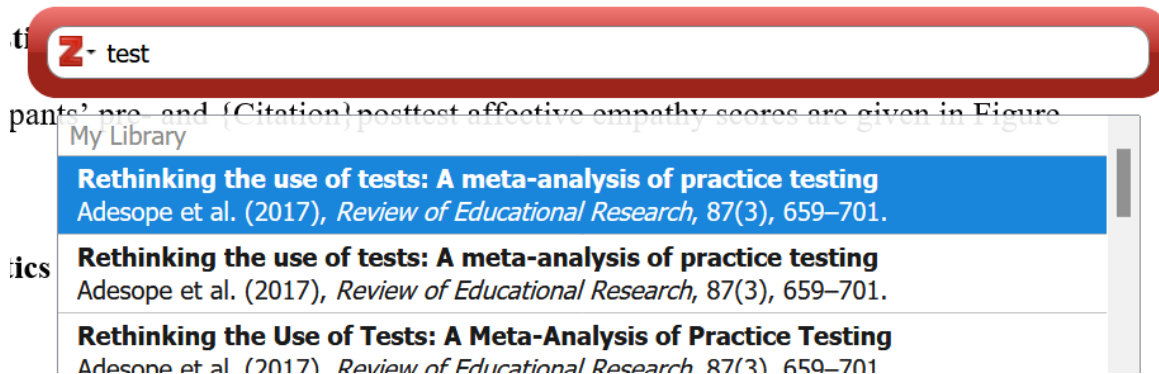 Z test
pants' pre- and {Citation}posttest affective empathy scores are given in Figure
My Library
Rethinking the use of tests: A meta-analysis of practice testing
Adesope et al. (2017), Review of Educational Research, 87(3), 659–701.
tics
Rethinking the use of tests: A meta-analysis of practice testing
Adesope et al. (2017), Review of Educational Research, 87(3), 659–701.
Rethinking the Use of Tests: A Meta-Analysis of Practice Testing
Adesope et al. (2017), Review of Educational Research, 87(3), 659–701.